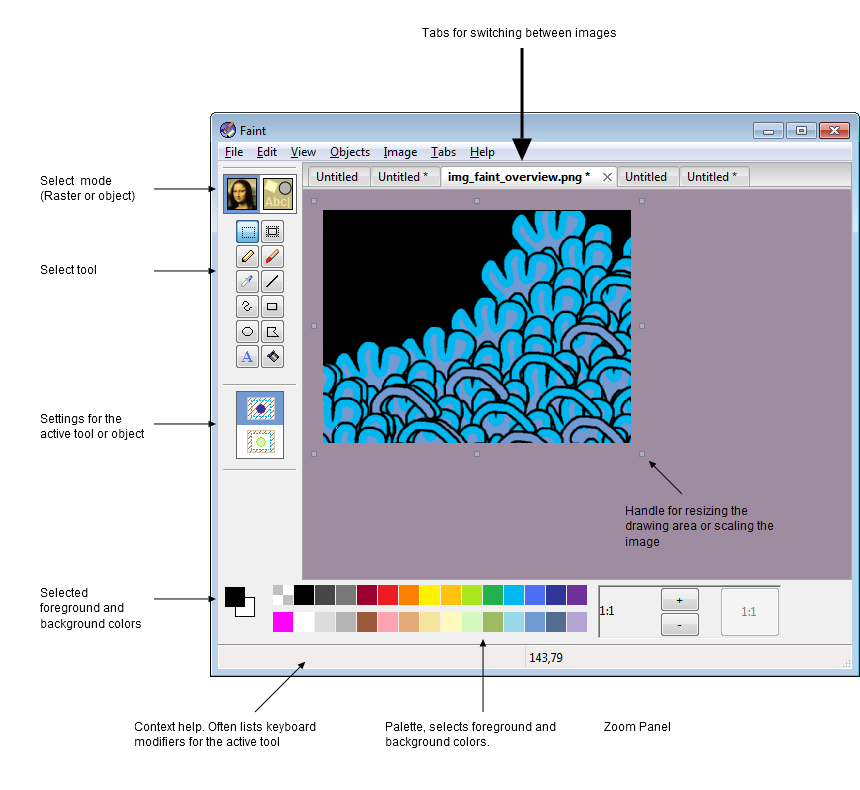 Tabs for switching between images
Faint
File Edit View Objects Image Tabs Help
Untitled Untitled * img_faint_overview.png * Untitled Untitled *
Select mode
(Raster or object)
Abc
Select tool
A
Settings for the
active tool or object
Handle for resizing the
drawing area or scaling the
image
Selected
foreground and
background colors
1:1 + - 1:1
143,79
Context help. Often lists keyboard
modifiers for the active tool
Palette, selects foreground and
background colors.
Zoom Panel